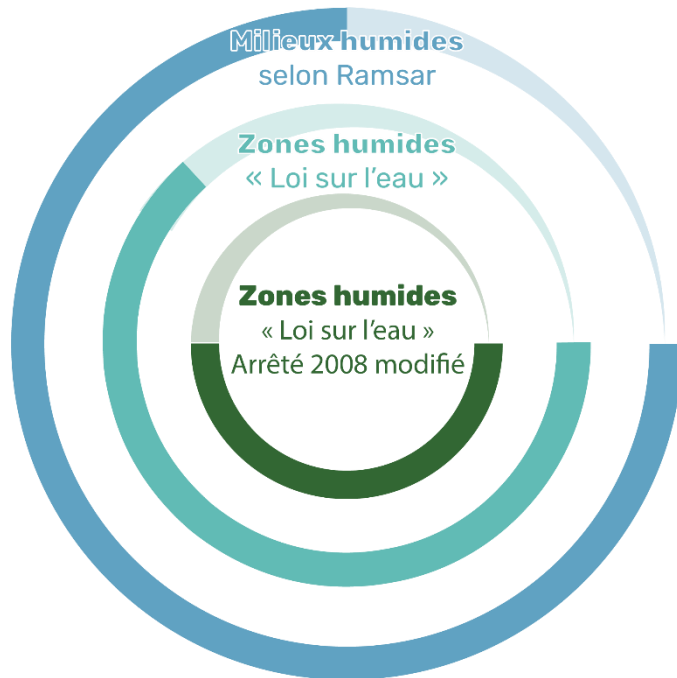 Milieux humides
selon Ramsar
Zones humides
« Loi sur l’eau »
Zones humides
« Loi sur l’eau »
Arrêté 2008 modifié